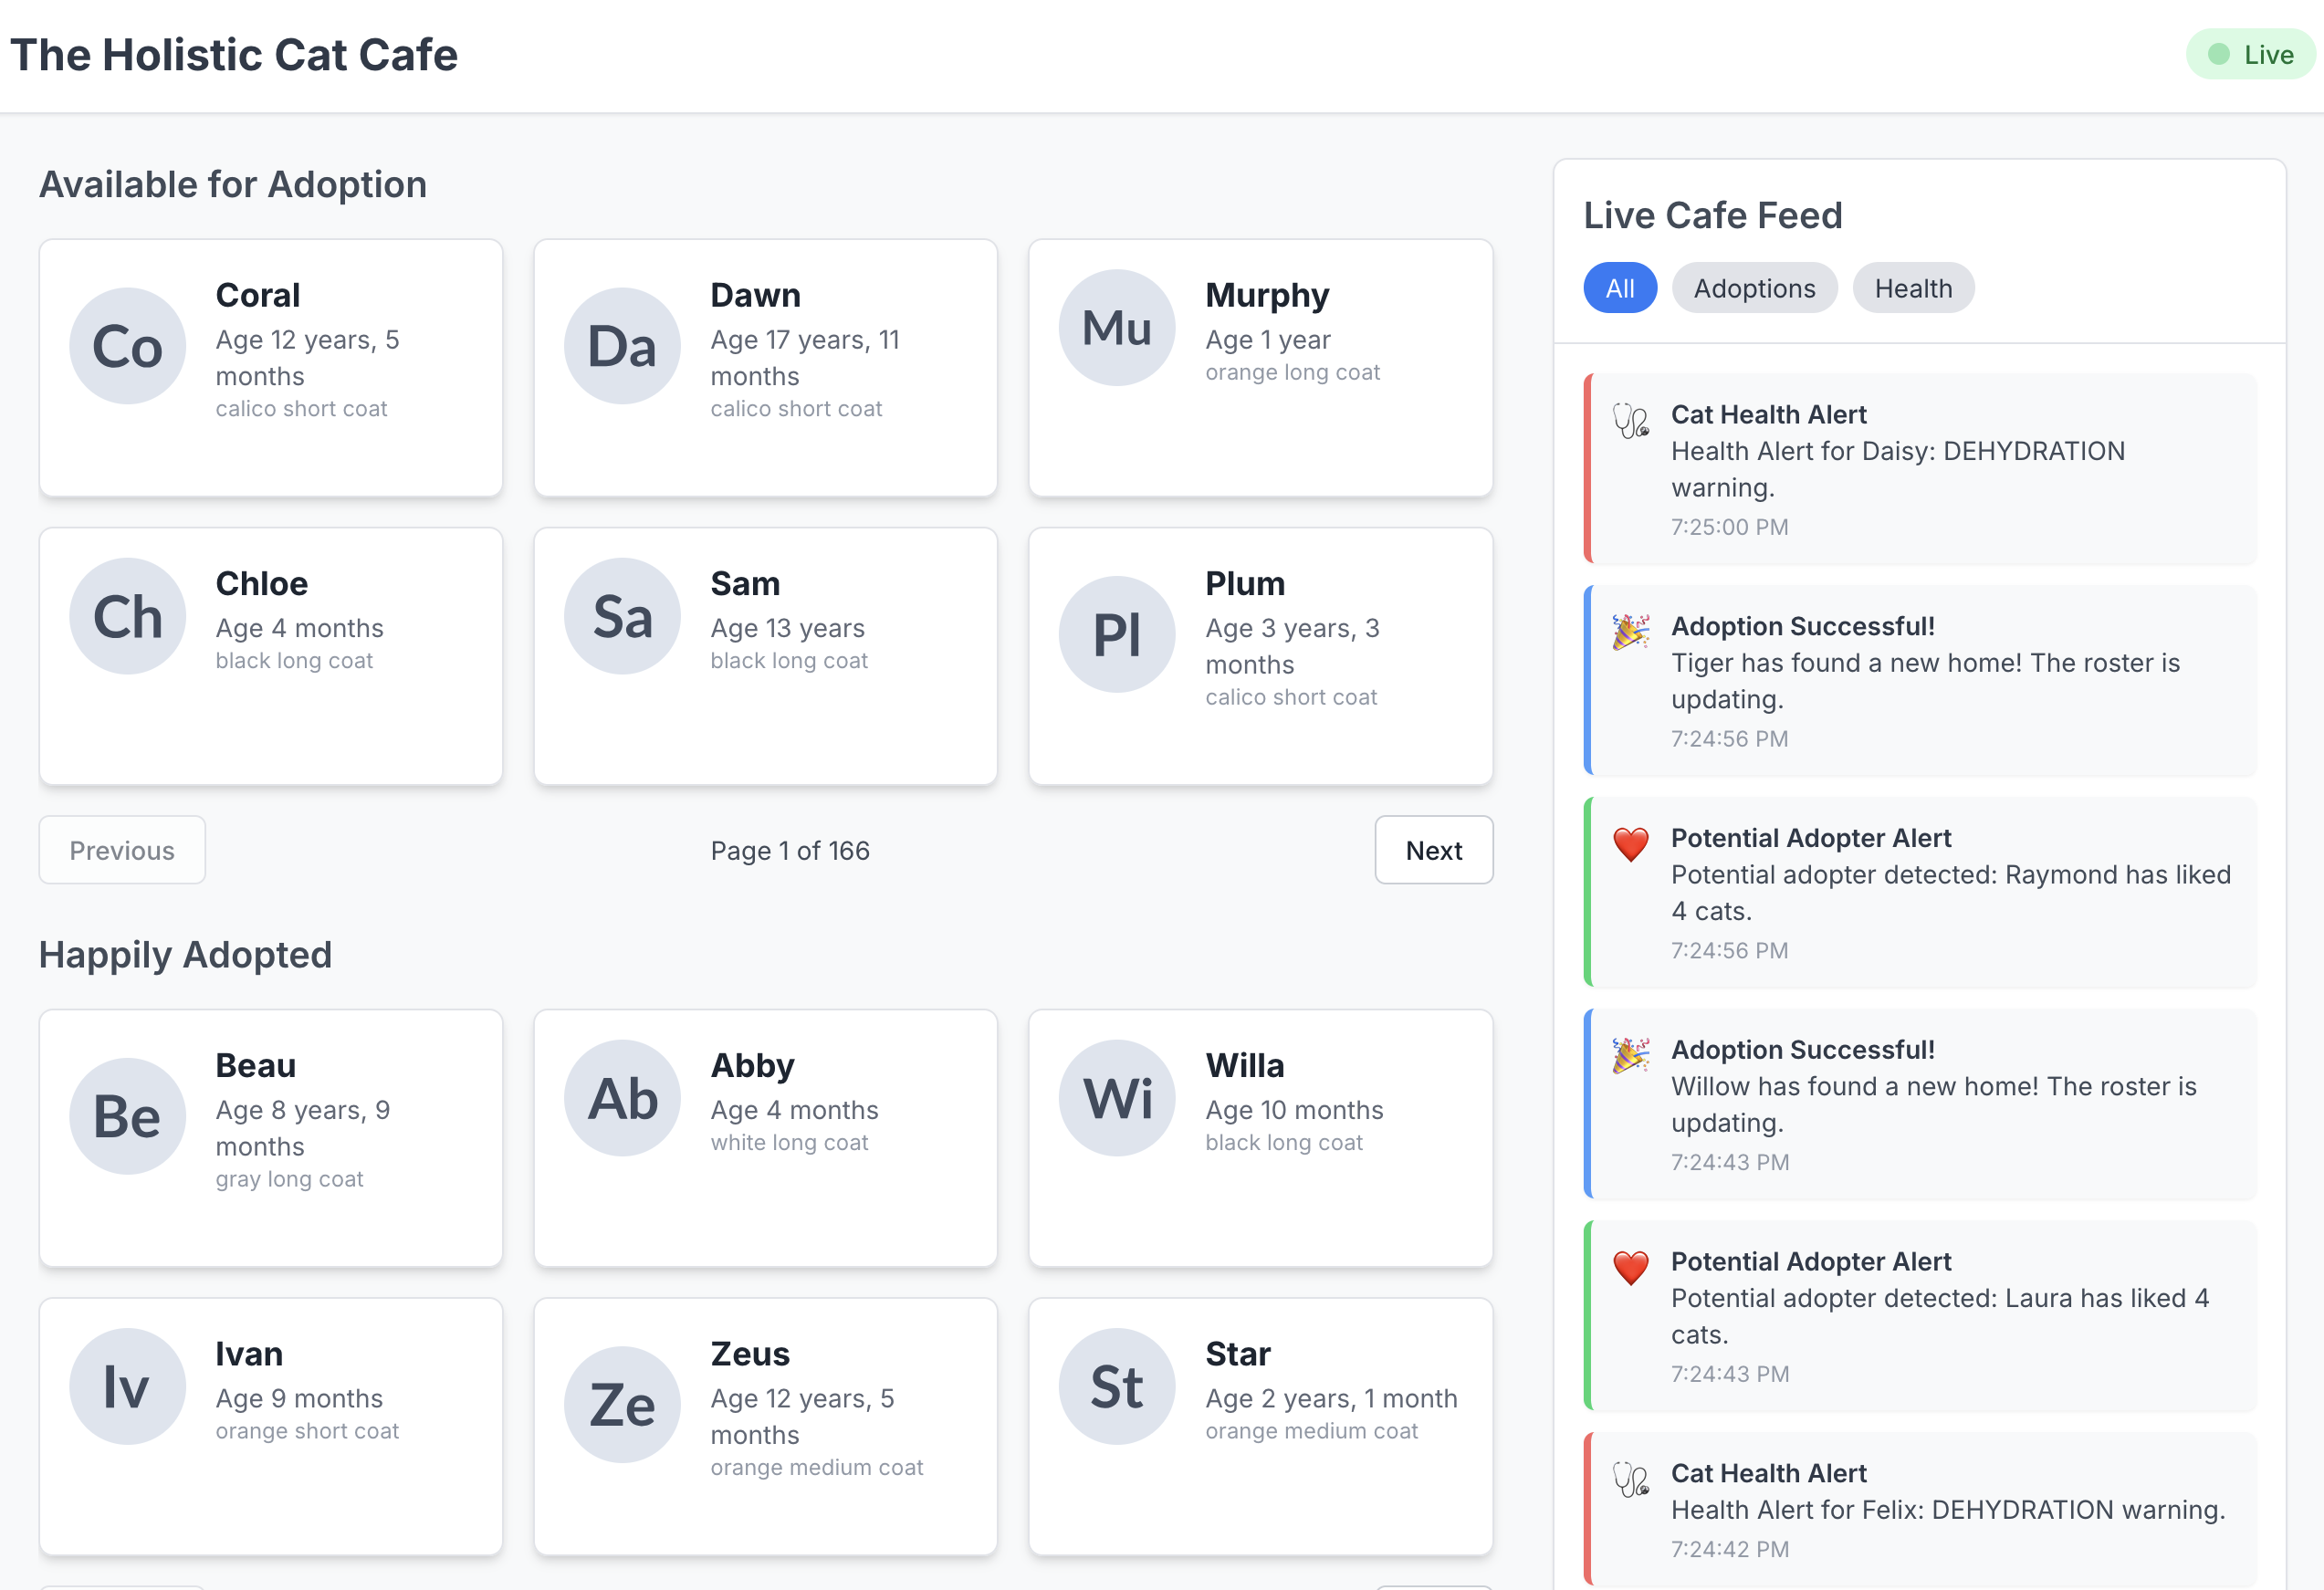 The Holistic Cat Cafe
Live
Available for Adoption
Co
Coral
Age 12 years, 5
months
calico short coat
Da
Dawn
Age 17 years, 11
months
calico short coat
Mu
Murphy
Age 1 year
orange long coat
Ch
Chloe
Age 4 months
black long coat
Sa
Sam
Age 13 years
black long coat
Pl
Plum
Age 3 years, 3
months
calico short coat
Previous
Page 1 of 166
Next
Happily Adopted
Be
Beau
Age 8 years, 9
months
gray long coat
Ab
Abby
Age 4 months
white long coat
Wi
Willa
Age 10 months
black long coat
Iv
Ivan
Age 9 months
orange short coat
Ze
Zeus
Age 12 years, 5
months
orange medium coat
St
Star
Age 2 years, 1 month
orange medium coat
Live Cafe Feed
All
Adoptions
Health
Cat Health Alert
Health Alert for Daisy: DEHYDRATION
warning.
7:25:00 PM
Adoption Successful!
Tiger has found a new home! The roster is
updating.
7:24:56 PM
Potential Adopter Alert
Potential adopter detected: Raymond has liked
4 cats.
7:24:56 PM
Adoption Successful!
Willow has found a new home! The roster is
updating.
7:24:43 PM
Potential Adopter Alert
Potential adopter detected: Laura has liked 4
cats.
7:24:43 PM
Cat Health Alert
Health Alert for Felix: DEHYDRATION warning.
7:24:42 PM